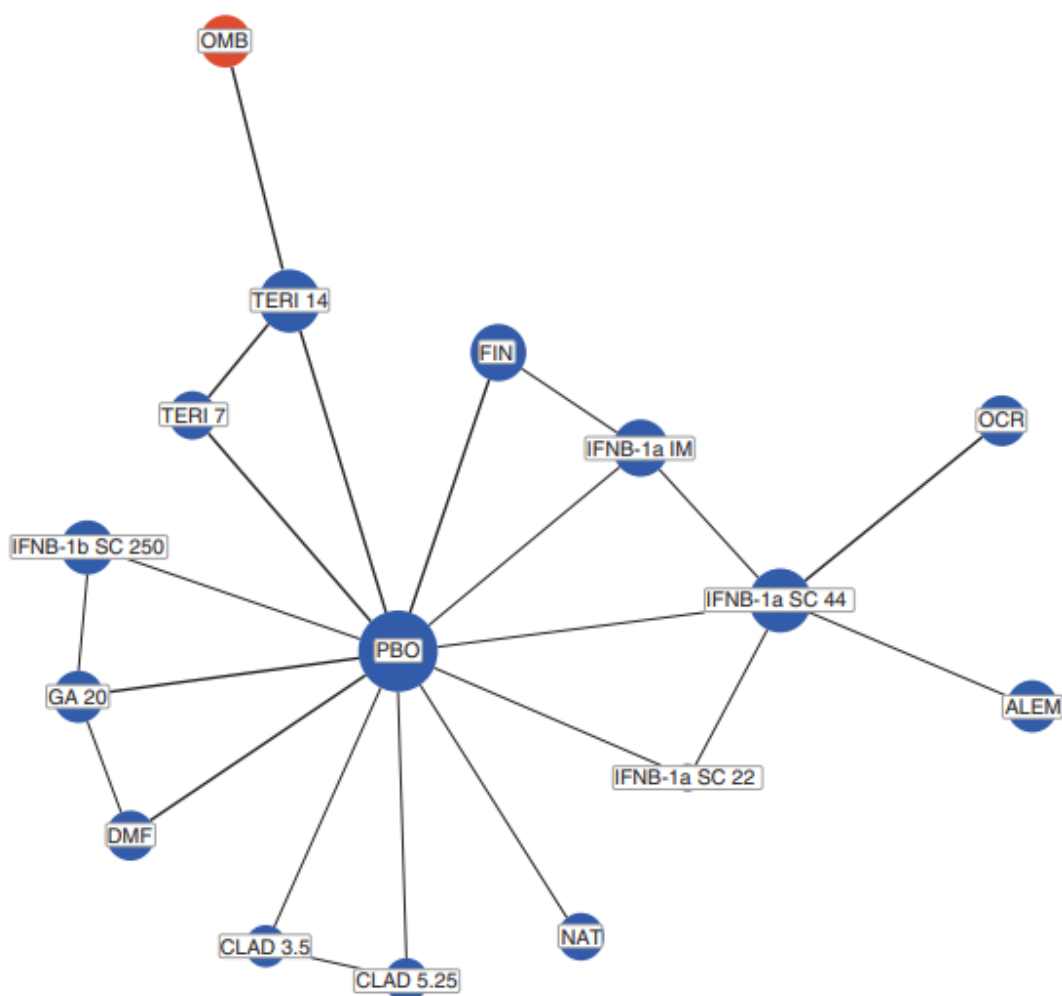 OMB
TERI 14
FIN
TERI 7
OCR
IFNB-1a IM
IFNB-1b SC 250
IFNB-1a SC 44
PBO
GA 20
ALEM
IFNB-1a SC 22
DMF
NAT
CLAD 3.5
CLAD 5.25